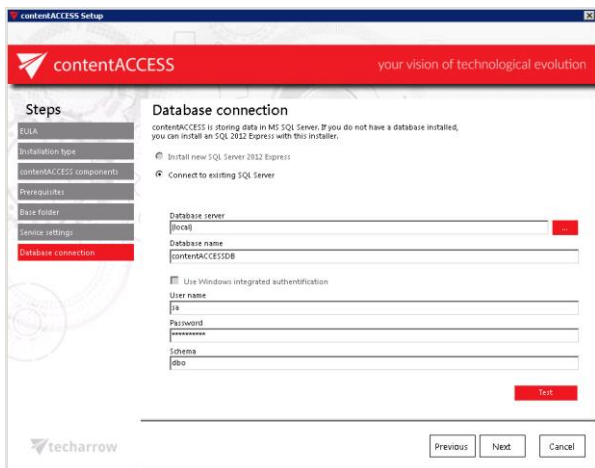 contentACCESS Setup
contentACCESS
your vision of technological evolution
Steps
EULA
Installation type
contentACCESS components
Prerequisites
Base folder
Service settings
Database connection
Database connection
contentACCESS is storing data in MS SQL Server. If you do not have a database installed,
you can install an SQL 2012 Express with this installer.
Install new SQL Server 2012 Express
Connect to existing SQL Server
Database server
(local)
...
Database name
contentACCESSDB
Use Windows integrated authentification
User name
sa
Password
**********
Schema
dbo
Test
techarrow
Previous
Next
Cancel